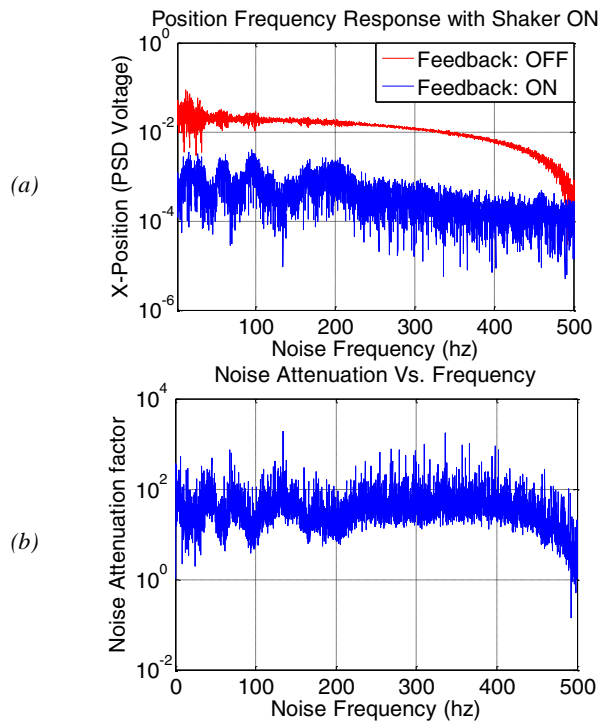 Position Frequency Response with Shaker ON
10^0
Feedback: OFF
Feedback: ON
10^-2
(a)
X-Position (PSD Voltage)
10^-4
10^-6
100 200 300 400 500
Noise Frequency (hz)
Noise Attenuation Vs. Frequency
10^4
10^2
(b)
Noise Attenuation factor
10^0
10^-2
0 100 200 300 400 500
Noise Frequency (hz)